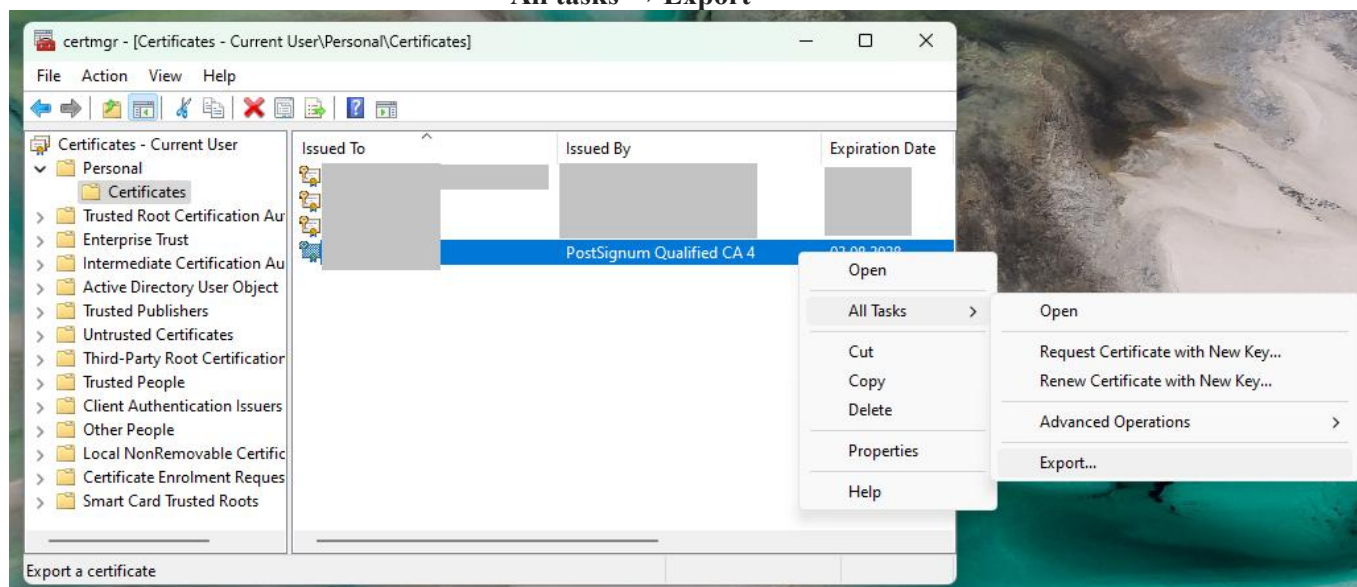 All tasks → Export
certmgr - [Certificates - Current User\Personal\Certificates]
File Action View Help
Certificates - Current User
Personal
Certificates
Trusted Root Certification Au
Enterprise Trust
Intermediate Certification Au
Active Directory User Object
Trusted Publishers
Untrusted Certificates
Third-Party Root Certification
Trusted People
Client Authentication Issuers
Other People
Local NonRemovable Certific
Certificate Enrolment Reques
Smart Card Trusted Roots
Issued To Issued By Expiration Date
PostSignum Qualified CA 4
Open
All Tasks
Cut
Copy
Delete
Properties
Help
Open
Request Certificate with New Key...
Renew Certificate with New Key...
Advanced Operations
Export...
Export a certificate